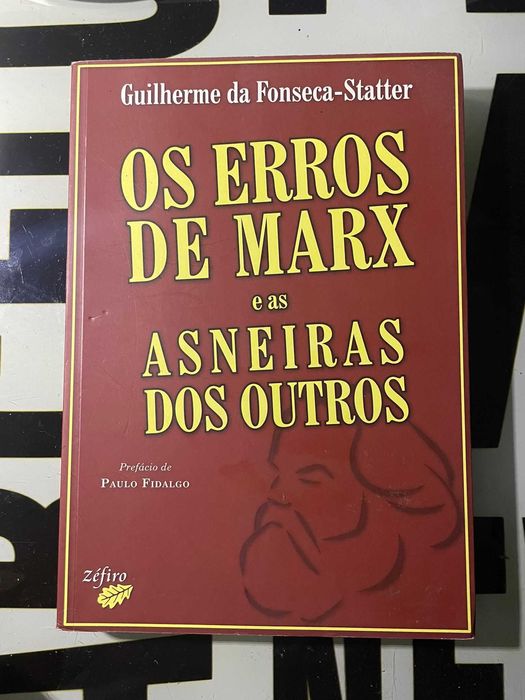 Guilherme da Fonseca-Statter
OS ERROS
DE MARX
e as
ASNEIRAS
DOS OUTROS
Prefácio de
PAULO FIDALGO
Zéfiro